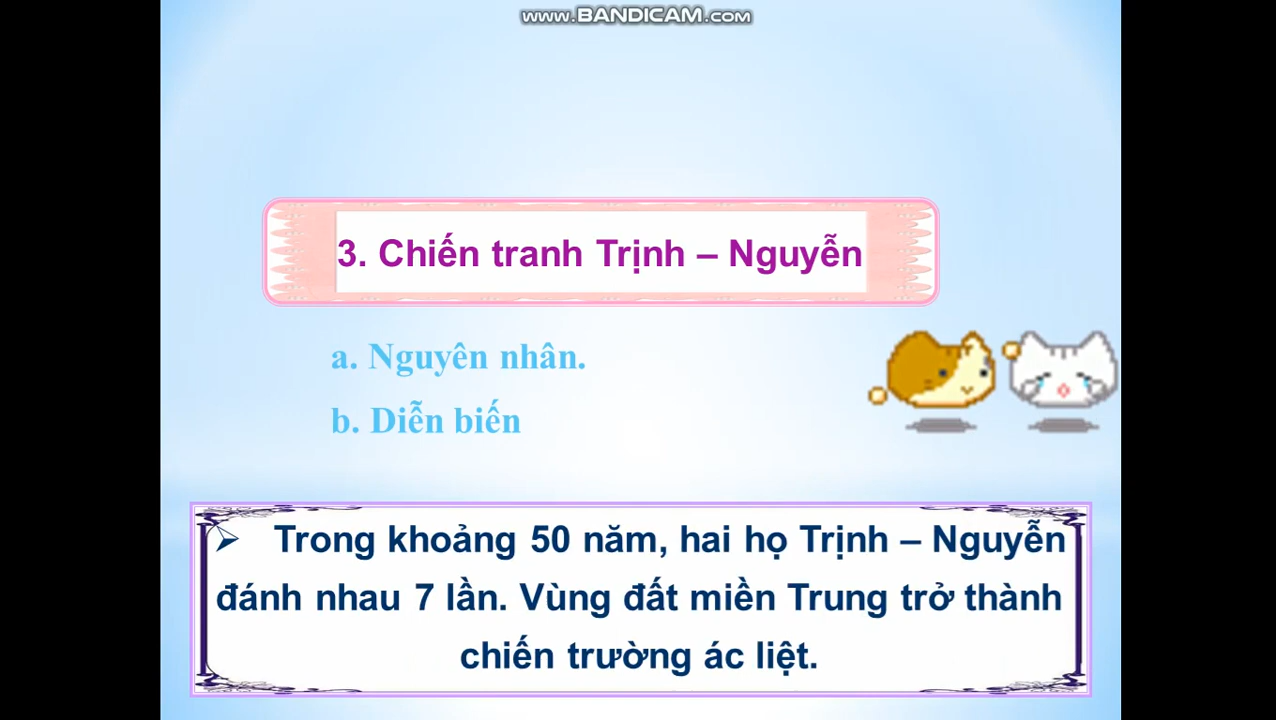 www.BANDICAM.com
3. Chiến tranh Trịnh – Nguyễn
a. Nguyên nhân.
b. Diễn biến
➢ Trong khoảng 50 năm, hai họ Trịnh – Nguyễn
đánh nhau 7 lần. Vùng đất miền Trung trở thành
chiến trường ác liệt.